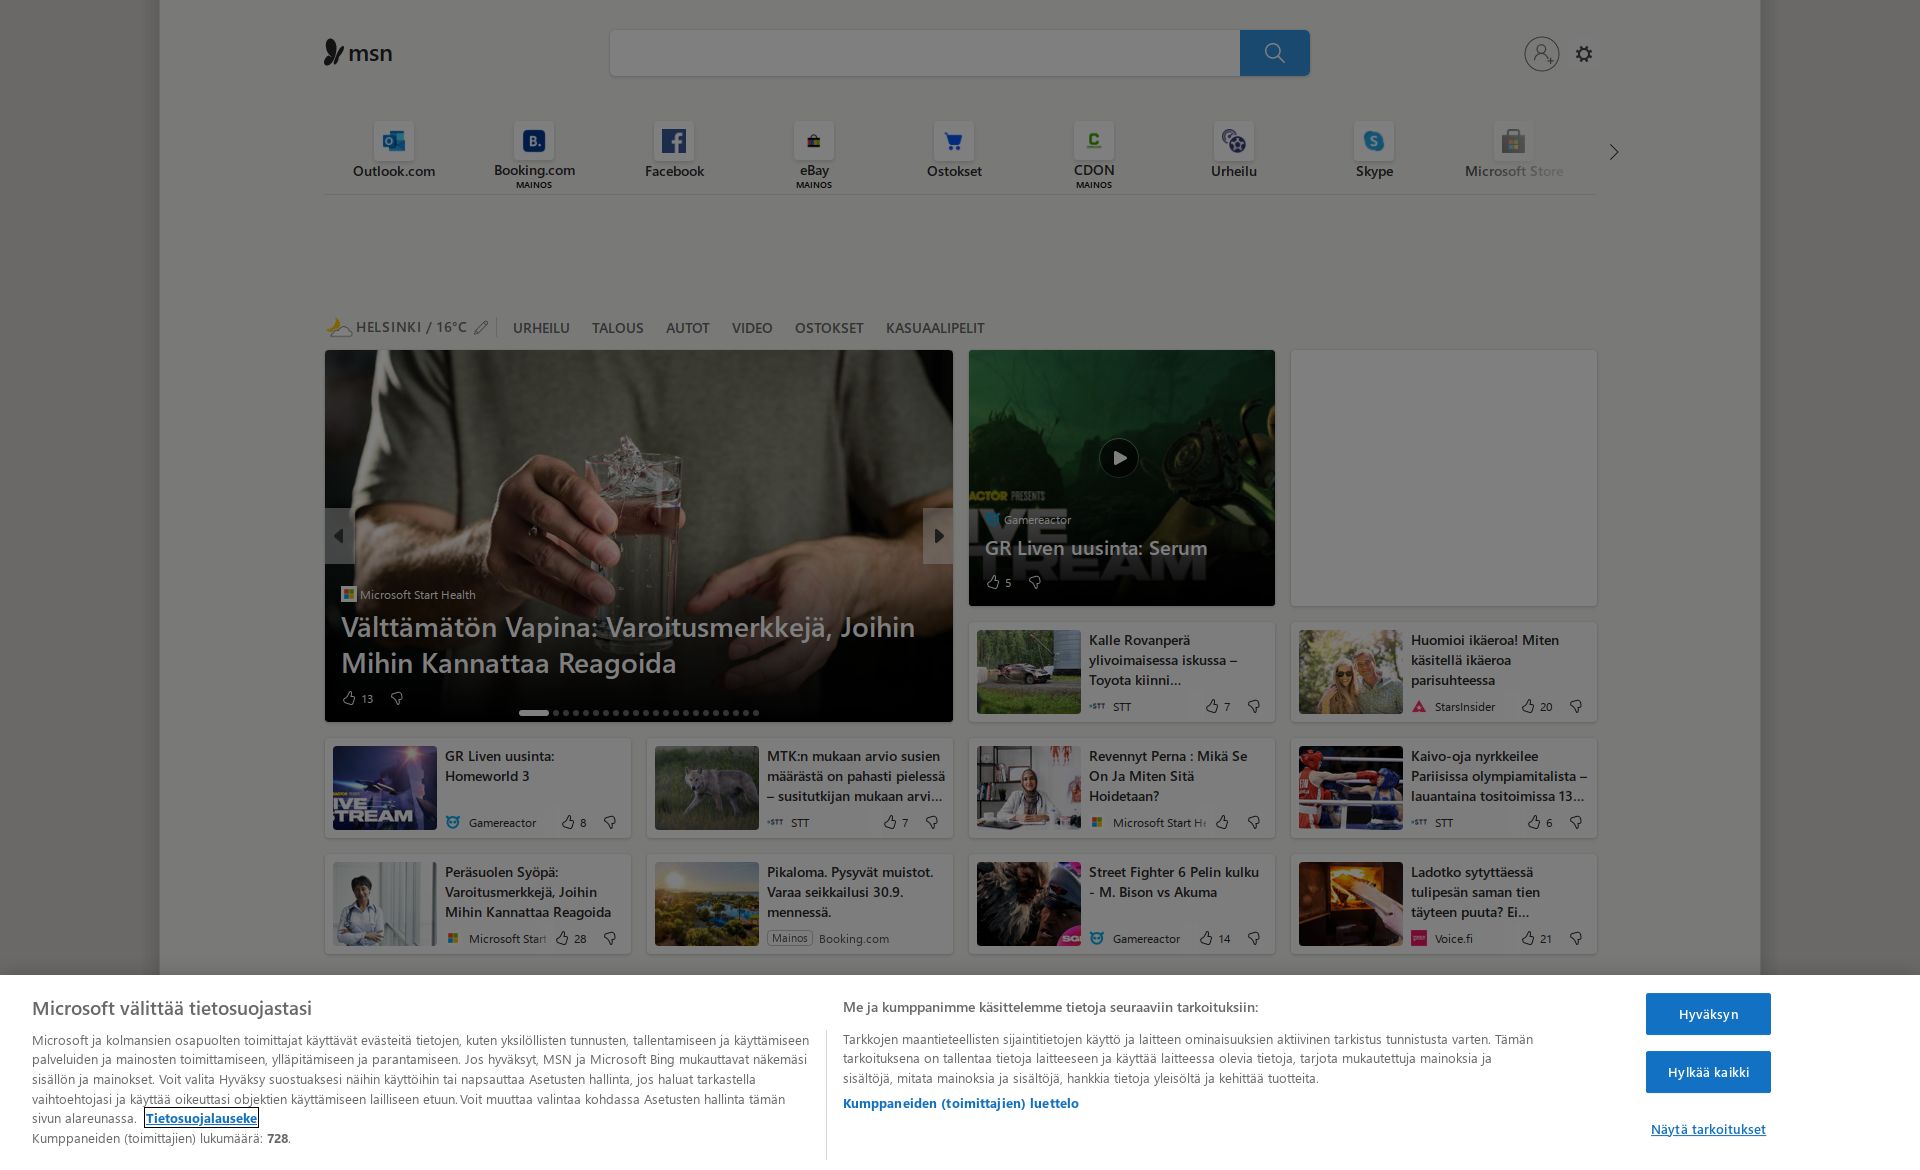 msn
Outlook.com
Booking.com
MAINOS
Facebook
eBay
MAINOS
Ostokset
CDON
MAINOS
Urheilu
Skype
Microsoft Store
HELSINKI / 16°C
URHEILU
TALOUS
AUTOT
VIDEO
OSTOKSET
KASUAALIPELIT
Microsoft Start Health
Välttämätön Vapina: Varoitusmerkkejä, Joihin
Mihin Kannattaa Reagoida
13
ACTOR PRESENTS
LIVE
STREAM
Gamereactor
GR Liven uusinta: Serum
5
Kalle Rovanperä
ylivoimaisessa iskussa –
Toyota kiinni...
STT
7
Huomioi ikäeroa! Miten
käsitellä ikäeroa
parisuhteessa
StarsInsider
20
GR Liven uusinta:
Homeworld 3
Gamereactor
8
MTK:n mukaan arvio susien
määrästä on pahasti pielessä
– susitutkijan mukaan arvi...
STT
7
Revennyt Perna : Mikä Se
On Ja Miten Sitä
Hoidetaan?
Microsoft Start He
Kaivo-oja nyrkkeilee
Pariisissa olympiamitalista –
lauantaina tositoimissa 13...
STT
6
Peräsuolen Syöpä:
Varoitusmerkkejä, Joihin
Mihin Kannattaa Reagoida
Microsoft Start
28
Pikaloma. Pysyvät muistot.
Varaa seikkailusi 30.9.
mennessä.
Mainos Booking.com
Street Fighter 6 Pelin kulku
- M. Bison vs Akuma
Gamereactor
14
Ladotko sytyttäessä
tulipesän saman tien
täyteen puuta? Ei...
Voice.fi
21
Microsoft välittää tietosuojastasi
Microsoft ja kolmansien osapuolten toimittajat käyttävät evästeitä tietojen, kuten yksilöllisten tunnusten, tallentamiseen ja käyttämiseen
palveluiden ja mainosten toimittamiseen, ylläpitämiseen ja parantamiseen. Jos hyväksyt, MSN ja Microsoft Bing mukauttavat näkemäsi
sisällön ja mainokset. Voit valita Hyväksy suostuaksesi näihin käyttöihin tai napsauttaa Asetusten hallinta, jos haluat tarkastella
vaihtoehtojasi ja käyttää oikeuttasi objektien käyttämiseen lailliseen etuun. Voit muuttaa valintaa kohdassa Asetusten hallinta tämän
sivun alareunassa. Tietosuojalauseke
Kumppaneiden (toimittajien) lukumäärä: 728.
Me ja kumppanimme käsittelemme tietoja seuraaviin tarkoituksiin:
Tarkkojen maantieteellisten sijaintitietojen käyttö ja laitteen ominaisuuksien aktiivinen tarkistus tunnistusta varten. Tämän
tarkoituksena on tallentaa tietoja laitteeseen ja käyttää laitteessa olevia tietoja, tarjota mukautettuja mainoksia ja
sisältöjä, mitata mainoksia ja sisältöjä, hankkia tietoja yleisöltä ja kehittää tuotteita.
Kumppaneiden (toimittajien) luettelo
Hyväksyn
Hylkää kaikki
Näytä tarkoitukset